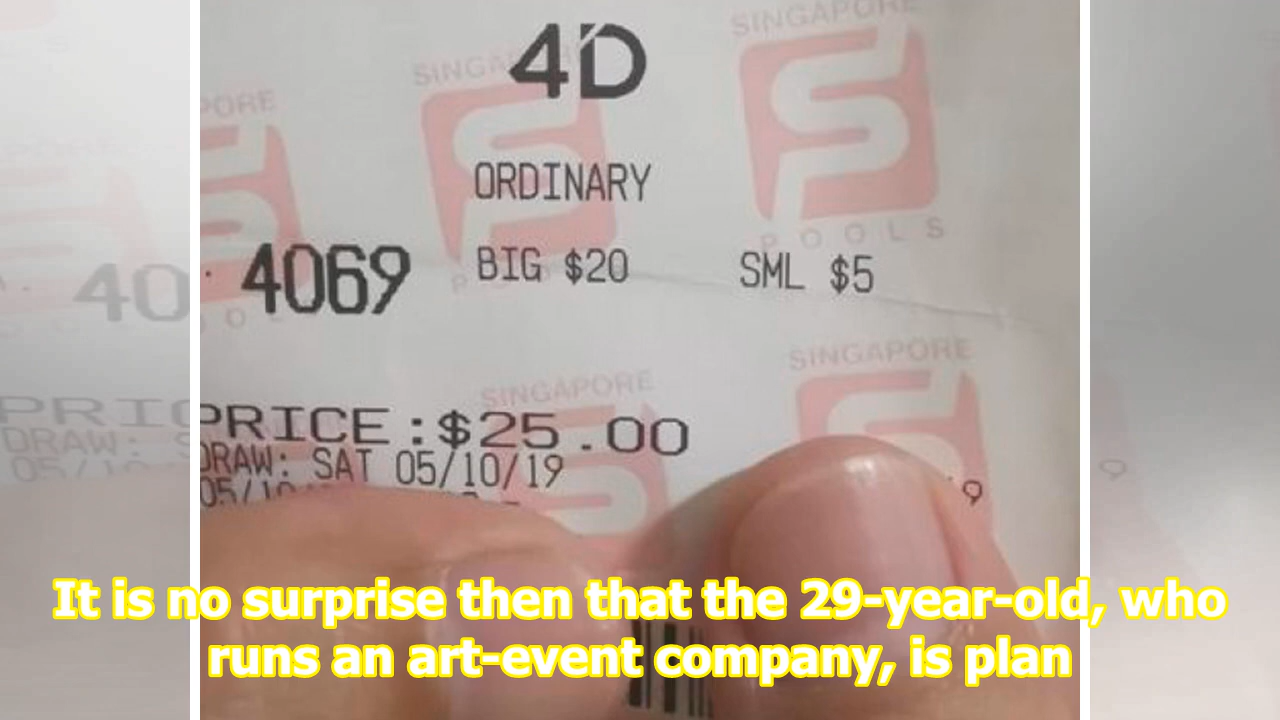 4D
ORDINARY
4069 BIG $20 SML $5
PRICE:$25.00
DRAW: SAT 05/10/19
SINGAPORE
POOLS
SINGAPORE
SINGAPORE
It is no surprise then that the 29-year-old, who
runs an art-event company, is plan